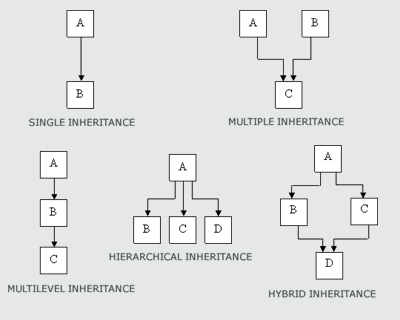 A
B
SINGLE INHERITANCE
A B
C
MULTIPLE INHERITANCE
A
B
C
MULTILEVEL INHERITANCE
A
B C D
HIERARCHICAL INHERITANCE
A
B C
D
HYBRID INHERITANCE